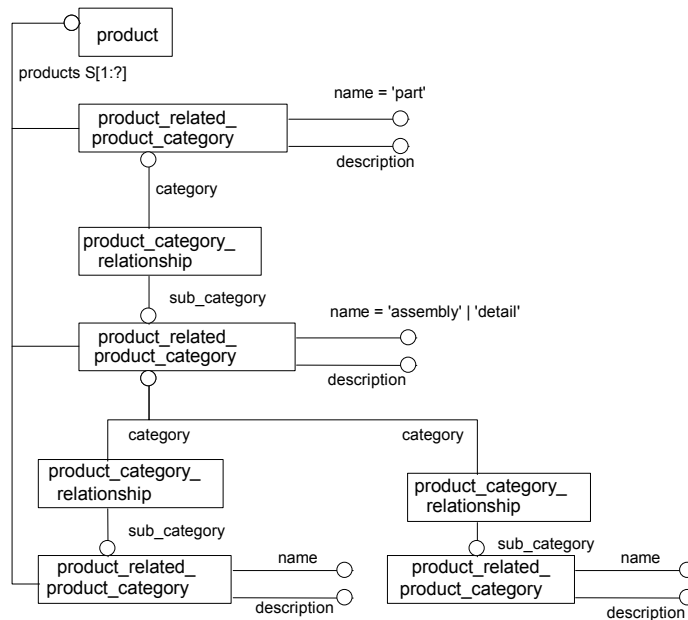 product
products S[1:?]
name = 'part'
product_related_
product_category
description
category
product_category_
relationship
sub_category
name = 'assembly' | 'detail'
product_related_
product_category
description
category
category
product_category_
relationship
product_category_
relationship
sub_category
sub_category
product_related_
product_category
name
description
product_related_
product_category
name
description